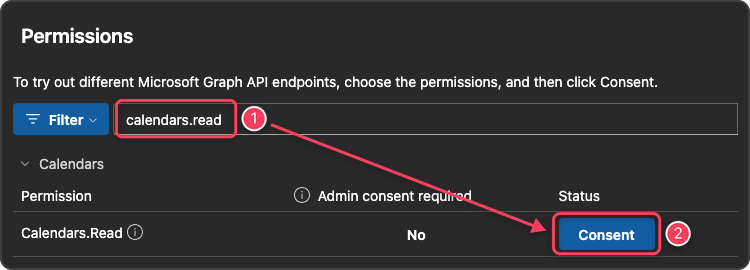 Permissions
To try out different Microsoft Graph API endpoints, choose the permissions, and then click Consent.
Filter calendars.read 1
Calendars
Permission Admin consent required Status
Calendars.Read No Consent 2